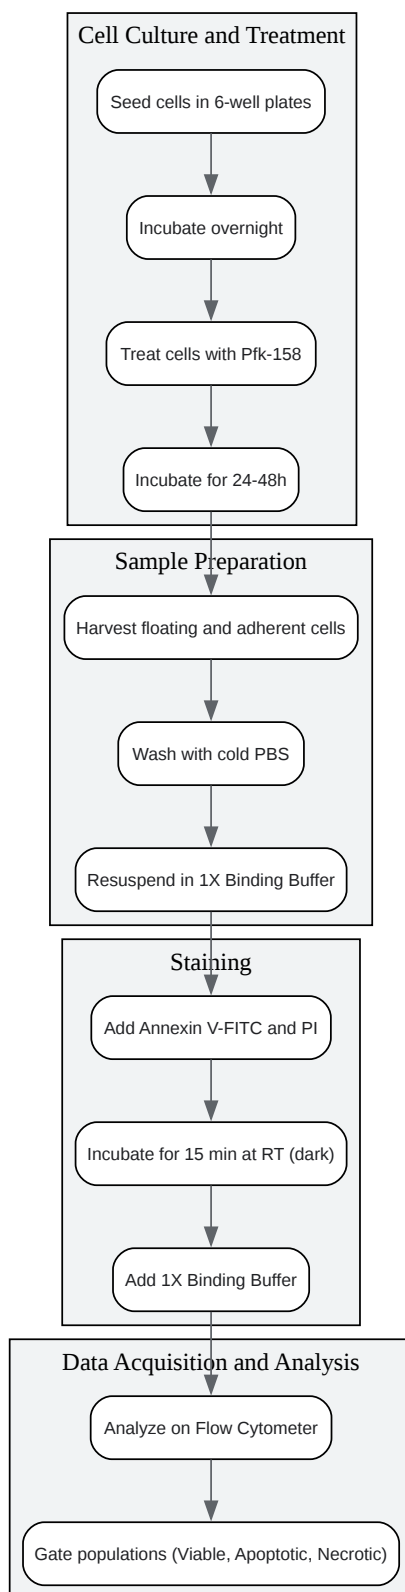 Cell Culture and Treatment
Seed cells in 6-well plates
Incubate overnight
Treat cells with Pfk-158
Incubate for 24-48h
Sample Preparation
Harvest floating and adherent cells
Wash with cold PBS
Resuspend in 1X Binding Buffer
Staining
Add Annexin V-FITC and PI
Incubate for 15 min at RT (dark)
Add 1X Binding Buffer
Data Acquisition and Analysis
Analyze on Flow Cytometer
Gate populations (Viable, Apoptotic, Necrotic)